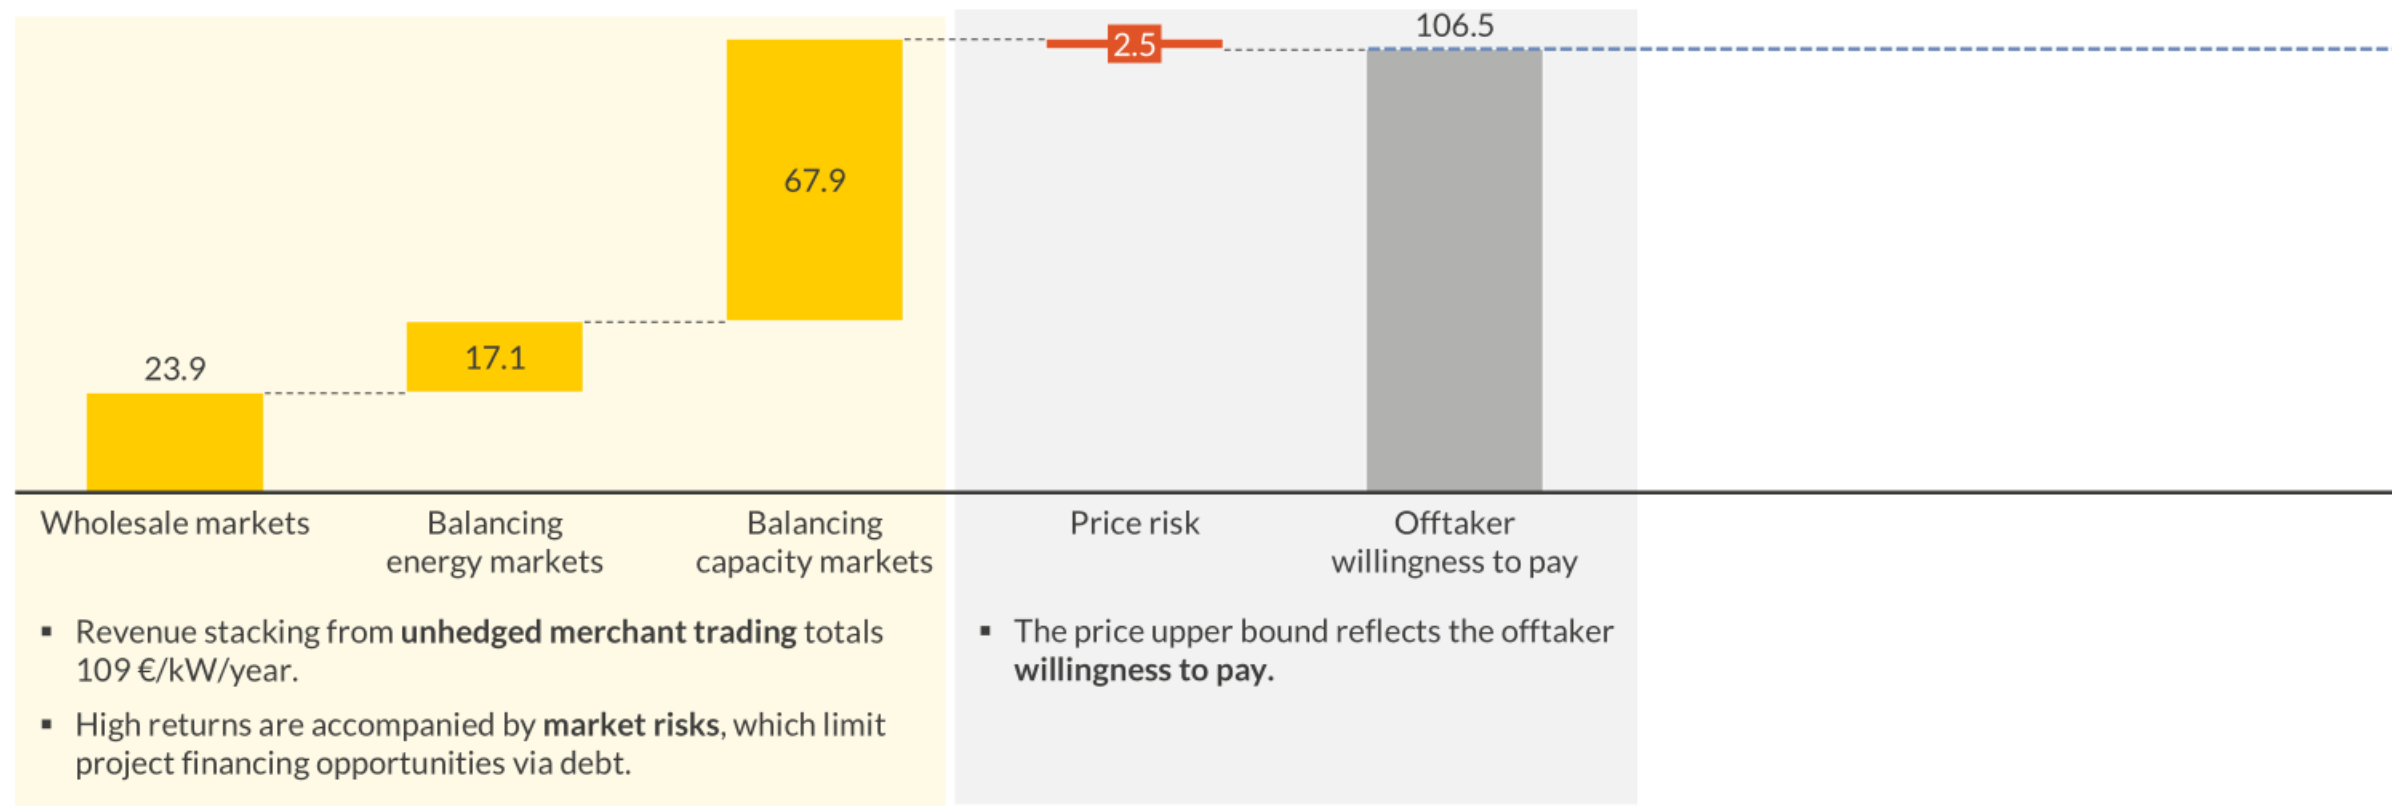 106.5
2.5
67.9
23.9
17.1
Wholesale markets
Balancing
energy markets
Balancing
capacity markets
Price risk
Offtaker
willingness to pay
▪ Revenue stacking from unhedged merchant trading totals
109 €/kW/year.
▪ High returns are accompanied by market risks, which limit
project financing opportunities via debt.
▪ The price upper bound reflects the offtaker
willingness to pay.